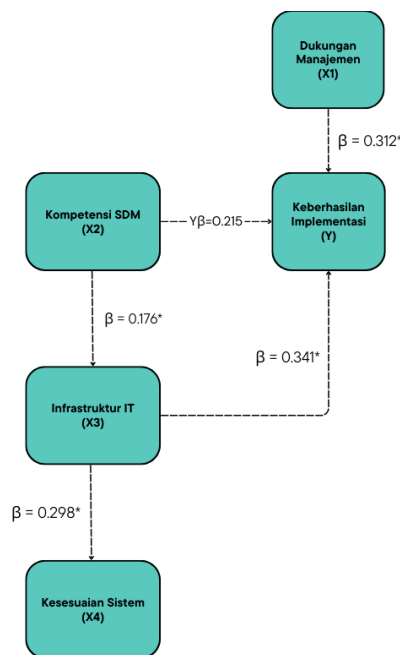 Dukungan
Manajemen
(X1)
β = 0.312*
Kompetensi SDM
(X2)
Yβ=0.215
Keberhasilan
Implementasi
(Y)
β = 0.176*
β = 0.341*
Infrastruktur IT
(X3)
β = 0.298*
Kesesuaian Sistem
(X4)